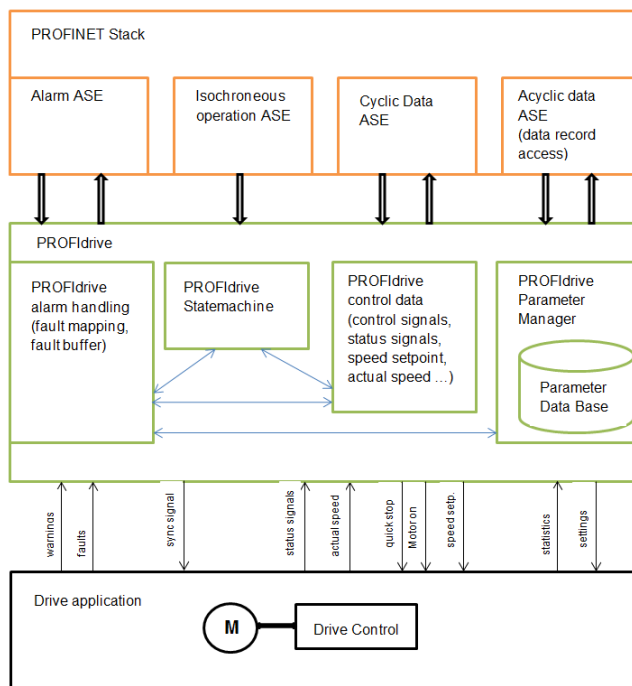 PROFINET Stack
Alarm ASE
Isochroneous
operation ASE
Cyclic Data
ASE
Acyclic data
ASE
(data record
access)
PROFIdrive
PROFIdrive
alarm handling
(fault mapping,
fault buffer)
PROFIdrive
Statemachine
PROFIdrive
control data
(control signals,
status signals,
speed setpoint,
actual speed ...)
PROFIdrive
Parameter
Manager
Parameter
Data Base
warnings
faults
sync signal
status signals
actual speed
quick stop
Motor on
speed setp.
statistics
settings
Drive application
M
Drive Control